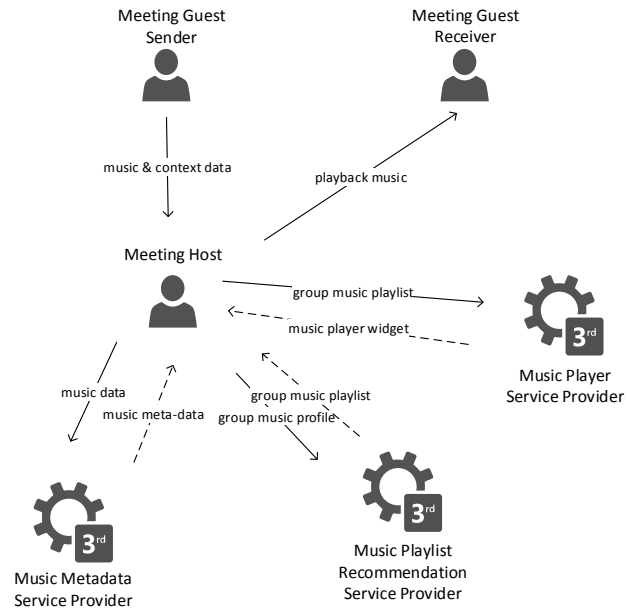 Meeting Guest
Sender
Meeting Guest
Receiver
music & context data
playback music
Meeting Host
group music playlist
music player widget
3rd
Music Player
Service Provider
music data
music meta-data
group music playlist
group music profile
3rd
Music Metadata
Service Provider
3rd
Music Playlist
Recommendation
Service Provider